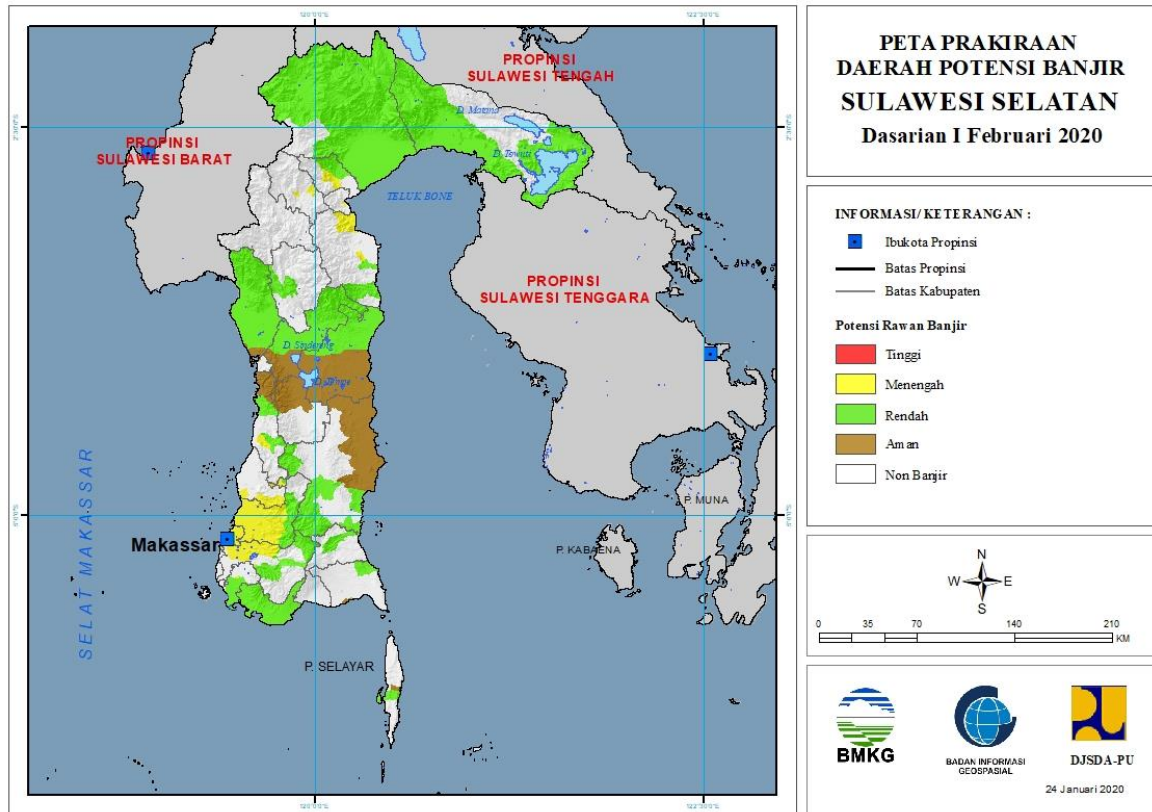 PETA PRAKIRAAN
DAERAH POTENSI BANJIR
SULAWESI SELATAN
Dasarian I Februari 2020
INFORMASI/ KETERANGAN :
Ibukota Propinsi
Batas Propinsi
Batas Kabupaten
Potensi Rawan Banjir
Tinggi
Menengah
Rendah
Aman
Non Banjir
N
W E
S
0 35 70 140 210
KM
BMKG
BADAN INFORMASI
GEOSPASIAL
DJSDA-PU
24 Januari 2020
PROPINSI
SULAWESI TENGAH
PROPINSI
SULAWESI BARAT
D. Matana
D. Towuti
TELUK BONE
PROPINSI
SULAWESI TENGGARA
D. Sindereng
D. Tempe
SELAT MAKASSAR
Makassar
P. MUNA
P. KABAENA
P. SELAYAR